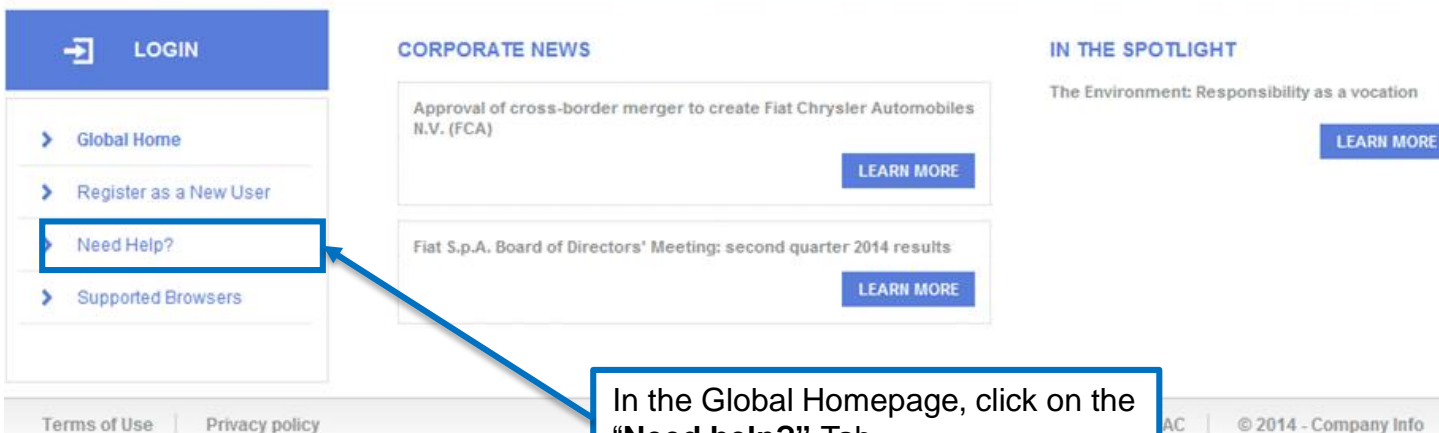 LOGIN
Global Home
Register as a New User
Need Help?
Supported Browsers
CORPORATE NEWS
Approval of cross-border merger to create Fiat Chrysler Automobiles
N.V. (FCA)
LEARN MORE
Fiat S.p.A. Board of Directors' Meeting: second quarter 2014 results
LEARN MORE
IN THE SPOTLIGHT
The Environment: Responsibility as a vocation
LEARN MORE
In the Global Homepage, click on the
“Need help?” Tab
Terms of Use | Privacy policy
AC | © 2014 - Company Info